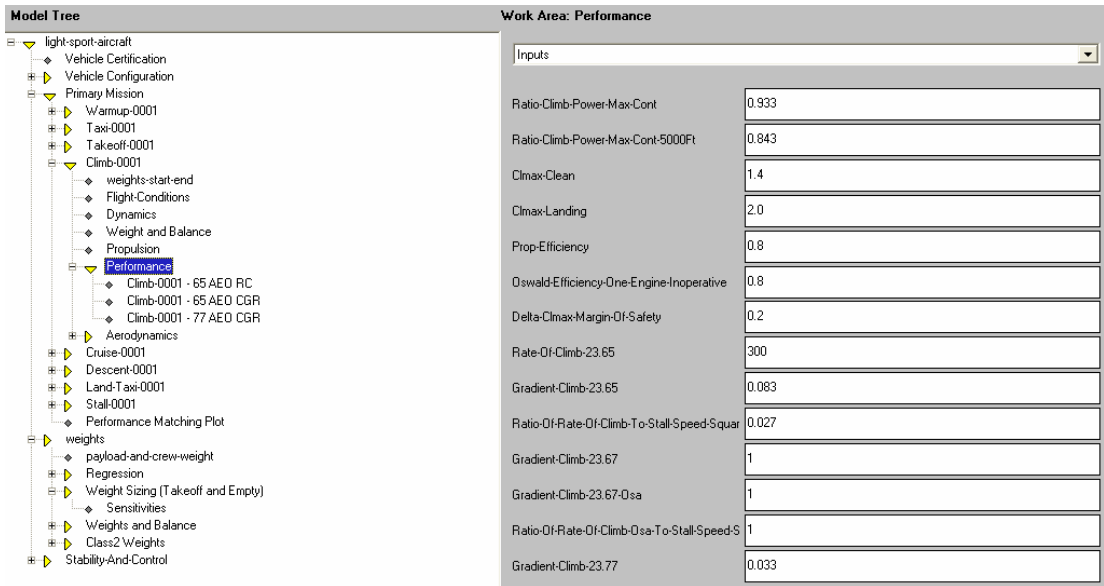 Model Tree
light-sport-aircraft
Vehicle Certification
Vehicle Configuration
Primary Mission
Warmup-0001
Taxi-0001
Takeoff-0001
Climb-0001
weights-start-end
Flight-Conditions
Dynamics
Weight and Balance
Propulsion
Performance
Climb-0001 - 65 AEO RC
Climb-0001 - 65 AEO CGR
Climb-0001 - 77 AEO CGR
Aerodynamics
Cruise-0001
Descent-0001
Land-Taxi-0001
Stall-0001
Performance Matching Plot
weights
payload-and-crew-weight
Regression
Weight Sizing (Takeoff and Empty)
Sensitivities
Weights and Balance
Class2 Weights
Stability-And-Control
Work Area: Performance
Inputs
Ratio-Climb-Power-Max-Cont 0.933
Ratio-Climb-Power-Max-Cont-5000Ft 0.843
Clmax-Clean 1.4
Clmax-Landing 2.0
Prop-Efficiency 0.8
Oswald-Efficiency-One-Engine-Inoperative 0.8
Delta-Clmax-Margin-Of-Safety 0.2
Rate-Of-Climb-23.65 300
Gradient-Climb-23.65 0.083
Ratio-Of-Rate-Of-Climb-To-Stall-Speed-Squar 0.027
Gradient-Climb-23.67 1
Gradient-Climb-23.67-Osa 1
Ratio-Of-Rate-Of-Climb-Osa-To-Stall-Speed-S 1
Gradient-Climb-23.77 0.033